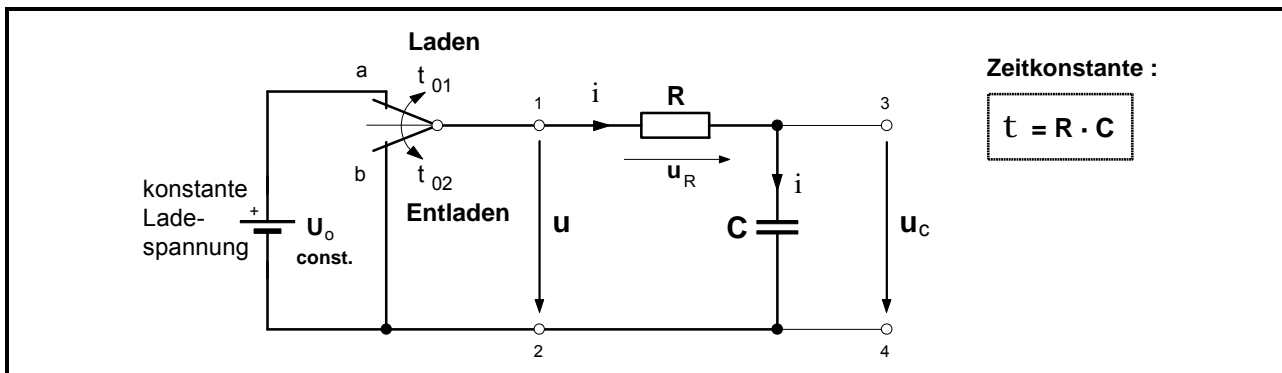 Laden
a
t 01
Zeitkonstante :
1
i
R
3
t = R · C
b
t 02
u R
i
konstante
Lade-
spannung
+
U o
const.
Entladen
u
C
u c
2
4